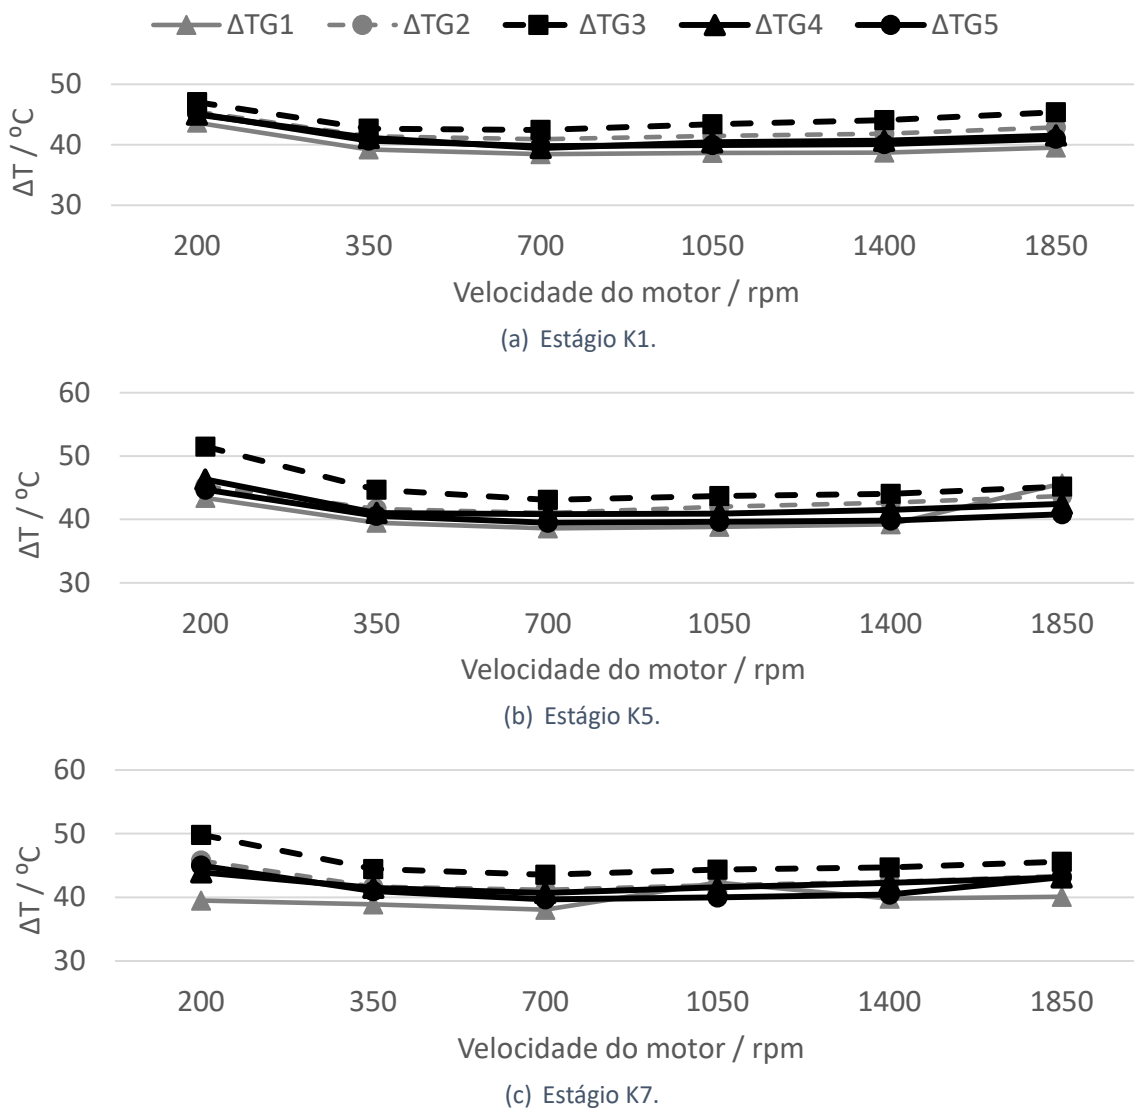 ΔTG1 ΔTG2 ΔTG3 ΔTG4 ΔTG5
50
40
30
ΔT / ºC
200 350 700 1050 1400 1850
Velocidade do motor / rpm
(a) Estágio K1.
60
50
40
30
ΔT / ºC
200 350 700 1050 1400 1850
Velocidade do motor / rpm
(b) Estágio K5.
60
50
40
30
ΔT / ºC
200 350 700 1050 1400 1850
Velocidade do motor / rpm
(c) Estágio K7.